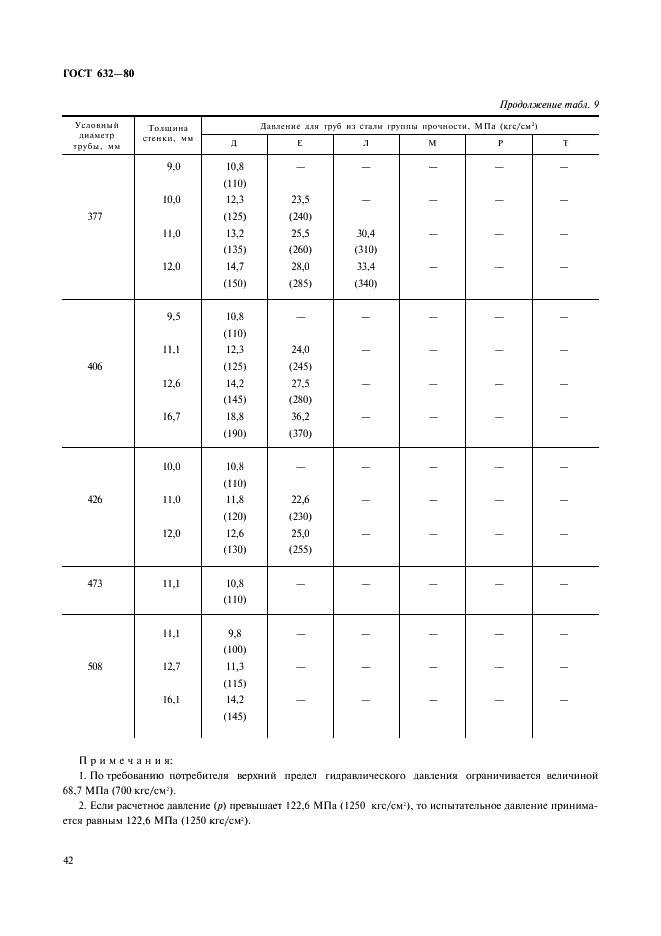 ГОСТ 632—80
Продолжение табл. 9
Условный диаметр трубы, мм | Толщина стенки, мм | Давление для труб из стали группы прочности, МПа (кгс/см²)
Д | Е | Л | М | Р | Т
377
9,0 | 10,8 | — | — | — | — | —
(110)
10,0 | 12,3 | 23,5 | — | — | — | —
(125) | (240)
11,0 | 13,2 | 25,5 | 30,4 | — | — | —
(135) | (260) | (310)
12,0 | 14,7 | 28,0 | 33,4 | — | — | —
(150) | (285) | (340)
406
9,5 | 10,8 | — | — | — | — | —
(110)
11,1 | 12,3 | 24,0 | — | — | — | —
(125) | (245)
12,6 | 14,2 | 27,5 | — | — | — | —
(145) | (280)
16,7 | 18,8 | 36,2 | — | — | — | —
(190) | (370)
426
10,0 | 10,8 | — | — | — | — | —
(110)
11,0 | 11,8 | 22,6 | — | — | — | —
(120) | (230)
12,0 | 12,6 | 25,0 | — | — | — | —
(130) | (255)
473 | 11,1 | 10,8 | — | — | — | — | —
(110)
508
11,1 | 9,8 | — | — | — | — | —
(100)
12,7 | 11,3 | — | — | — | — | —
(115)
16,1 | 14,2 | — | — | — | — | —
(145)
Примечания:
1. По требованию потребителя верхний предел гидравлического давления ограничивается величиной
68,7 МПа (700 кгс/см²).
2. Если расчетное давление (p) превышает 122,6 МПа (1250 кгс/см²), то испытательное давление принима-
ется равным 122,6 МПа (1250 кгс/см²).
42